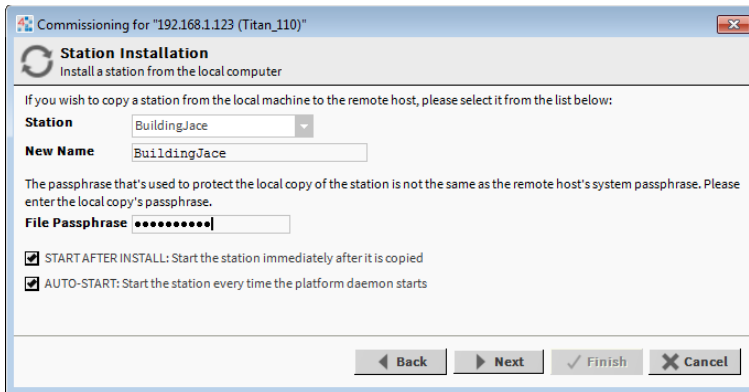 Commissioning for "192.168.1.123 (Titan_110)"
Station Installation
Install a station from the local computer
If you wish to copy a station from the local machine to the remote host, please select it from the list below:
Station BuildingJace
New Name BuildingJace
The passphrase that's used to protect the local copy of the station is not the same as the remote host's system passphrase. Please
enter the local copy's passphrase.
File Passphrase ●●●●●●●●●●
START AFTER INSTALL: Start the station immediately after it is copied
AUTO-START: Start the station every time the platform daemon starts
Back Next Finish Cancel